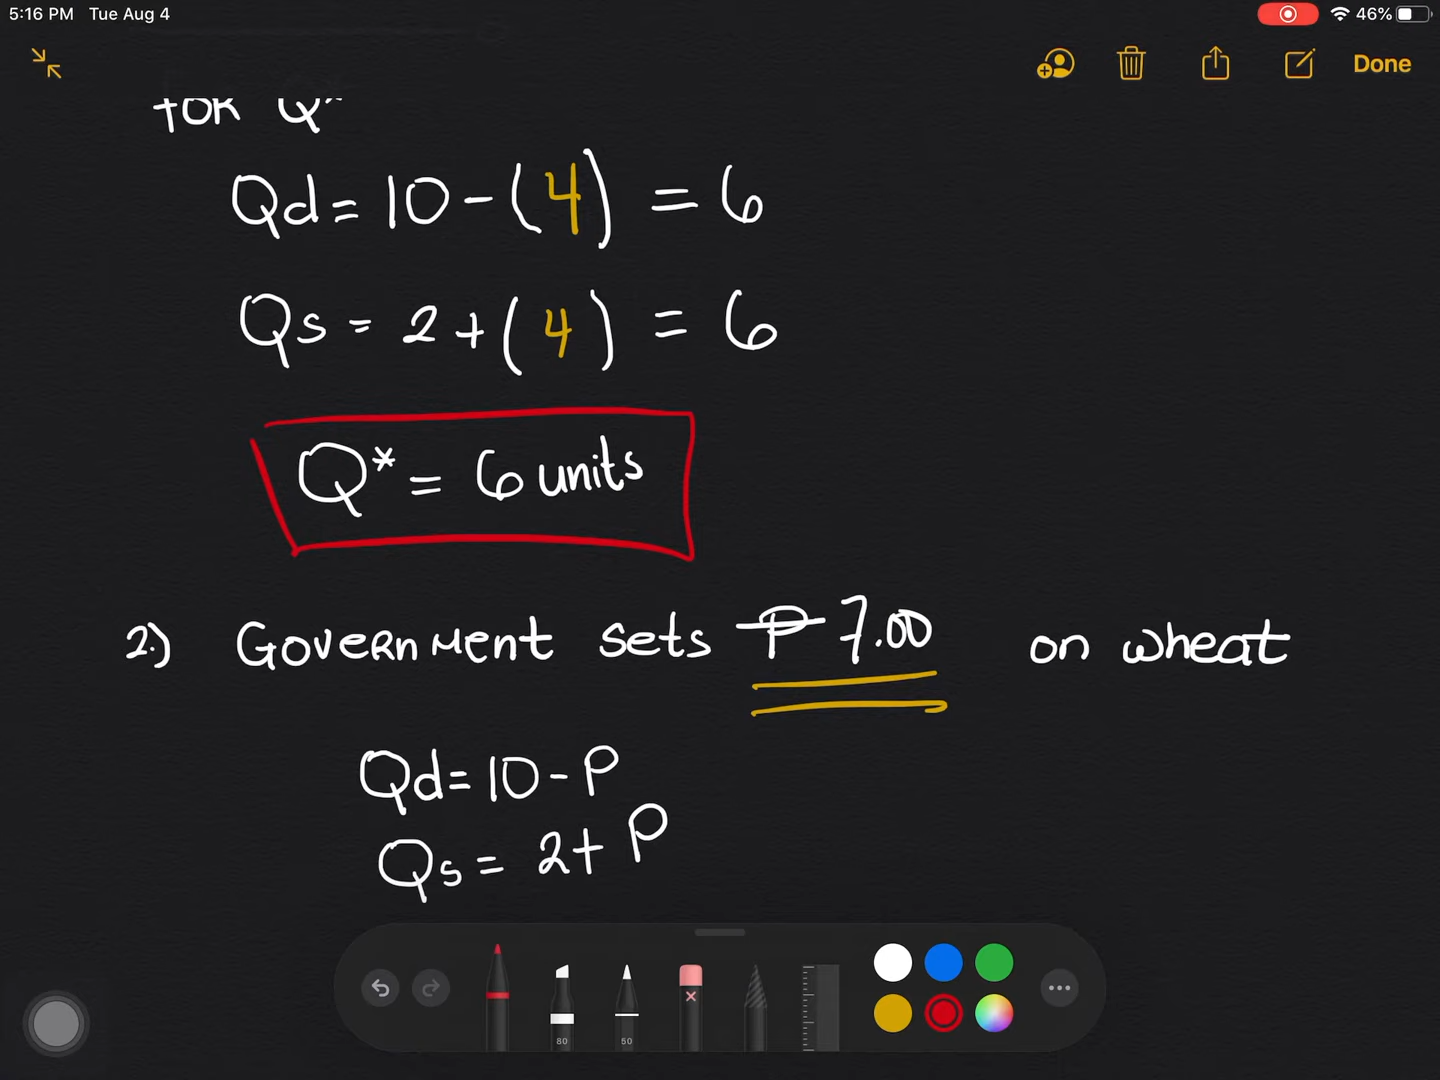 5:16 PM Tue Aug 4 46%
Done
FOR Q*
Qd = 10 - (4) = 6
Qs = 2 + (4) = 6
Q* = 6 units
2.) Government sets ₱ 7.00 on wheat
Qd = 10 - P
Qs = 2 + P
80 50